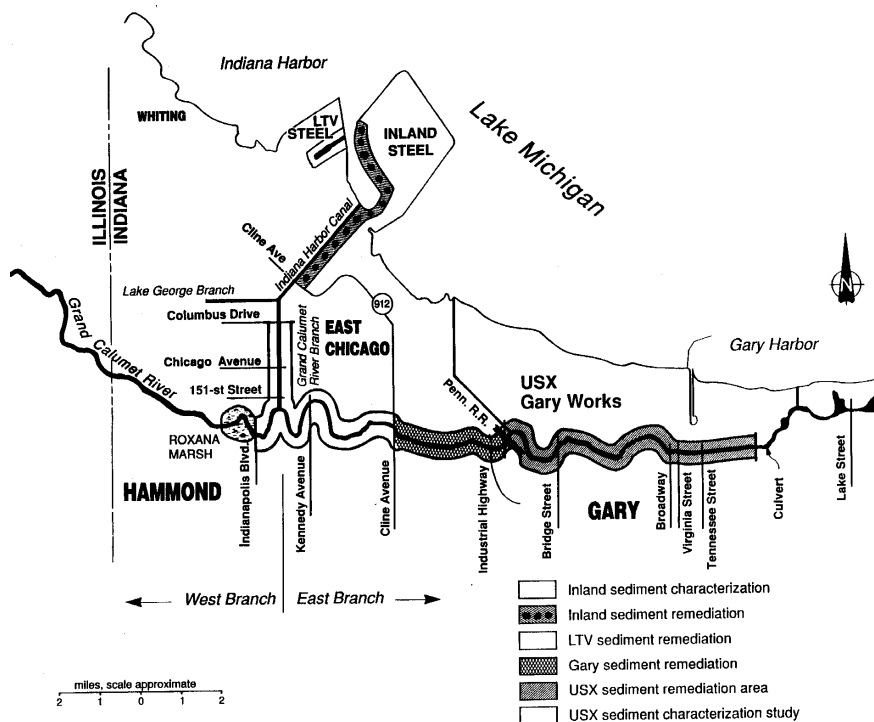 Indiana Harbor
WHITING
LTV
STEEL
INLAND
STEEL
Lake Michigan
ILLINOIS
INDIANA
Cline Ave
Indiana Harbor Canal
N
Lake George Branch
912
Columbus Drive
EAST
CHICAGO
Grand Calumet
River Branch
Grand Calumet River
Chicago Avenue
151-st Street
Gary Harbor
USX
Gary Works
Penn. R.R.
ROXANA
MARSH
HAMMOND
Indianapolis Blvd.
Kennedy Avenue
Cline Avenue
Industrial Highway
Bridge Street
GARY
Broadway
Virginia Street
Tennessee Street
Culvert
Lake Street
West Branch
East Branch
Inland sediment characterization
Inland sediment remediation
LTV sediment remediation
Gary sediment remediation
USX sediment remediation area
USX sediment characterization study
miles, scale approximate
2 1 0 1 2